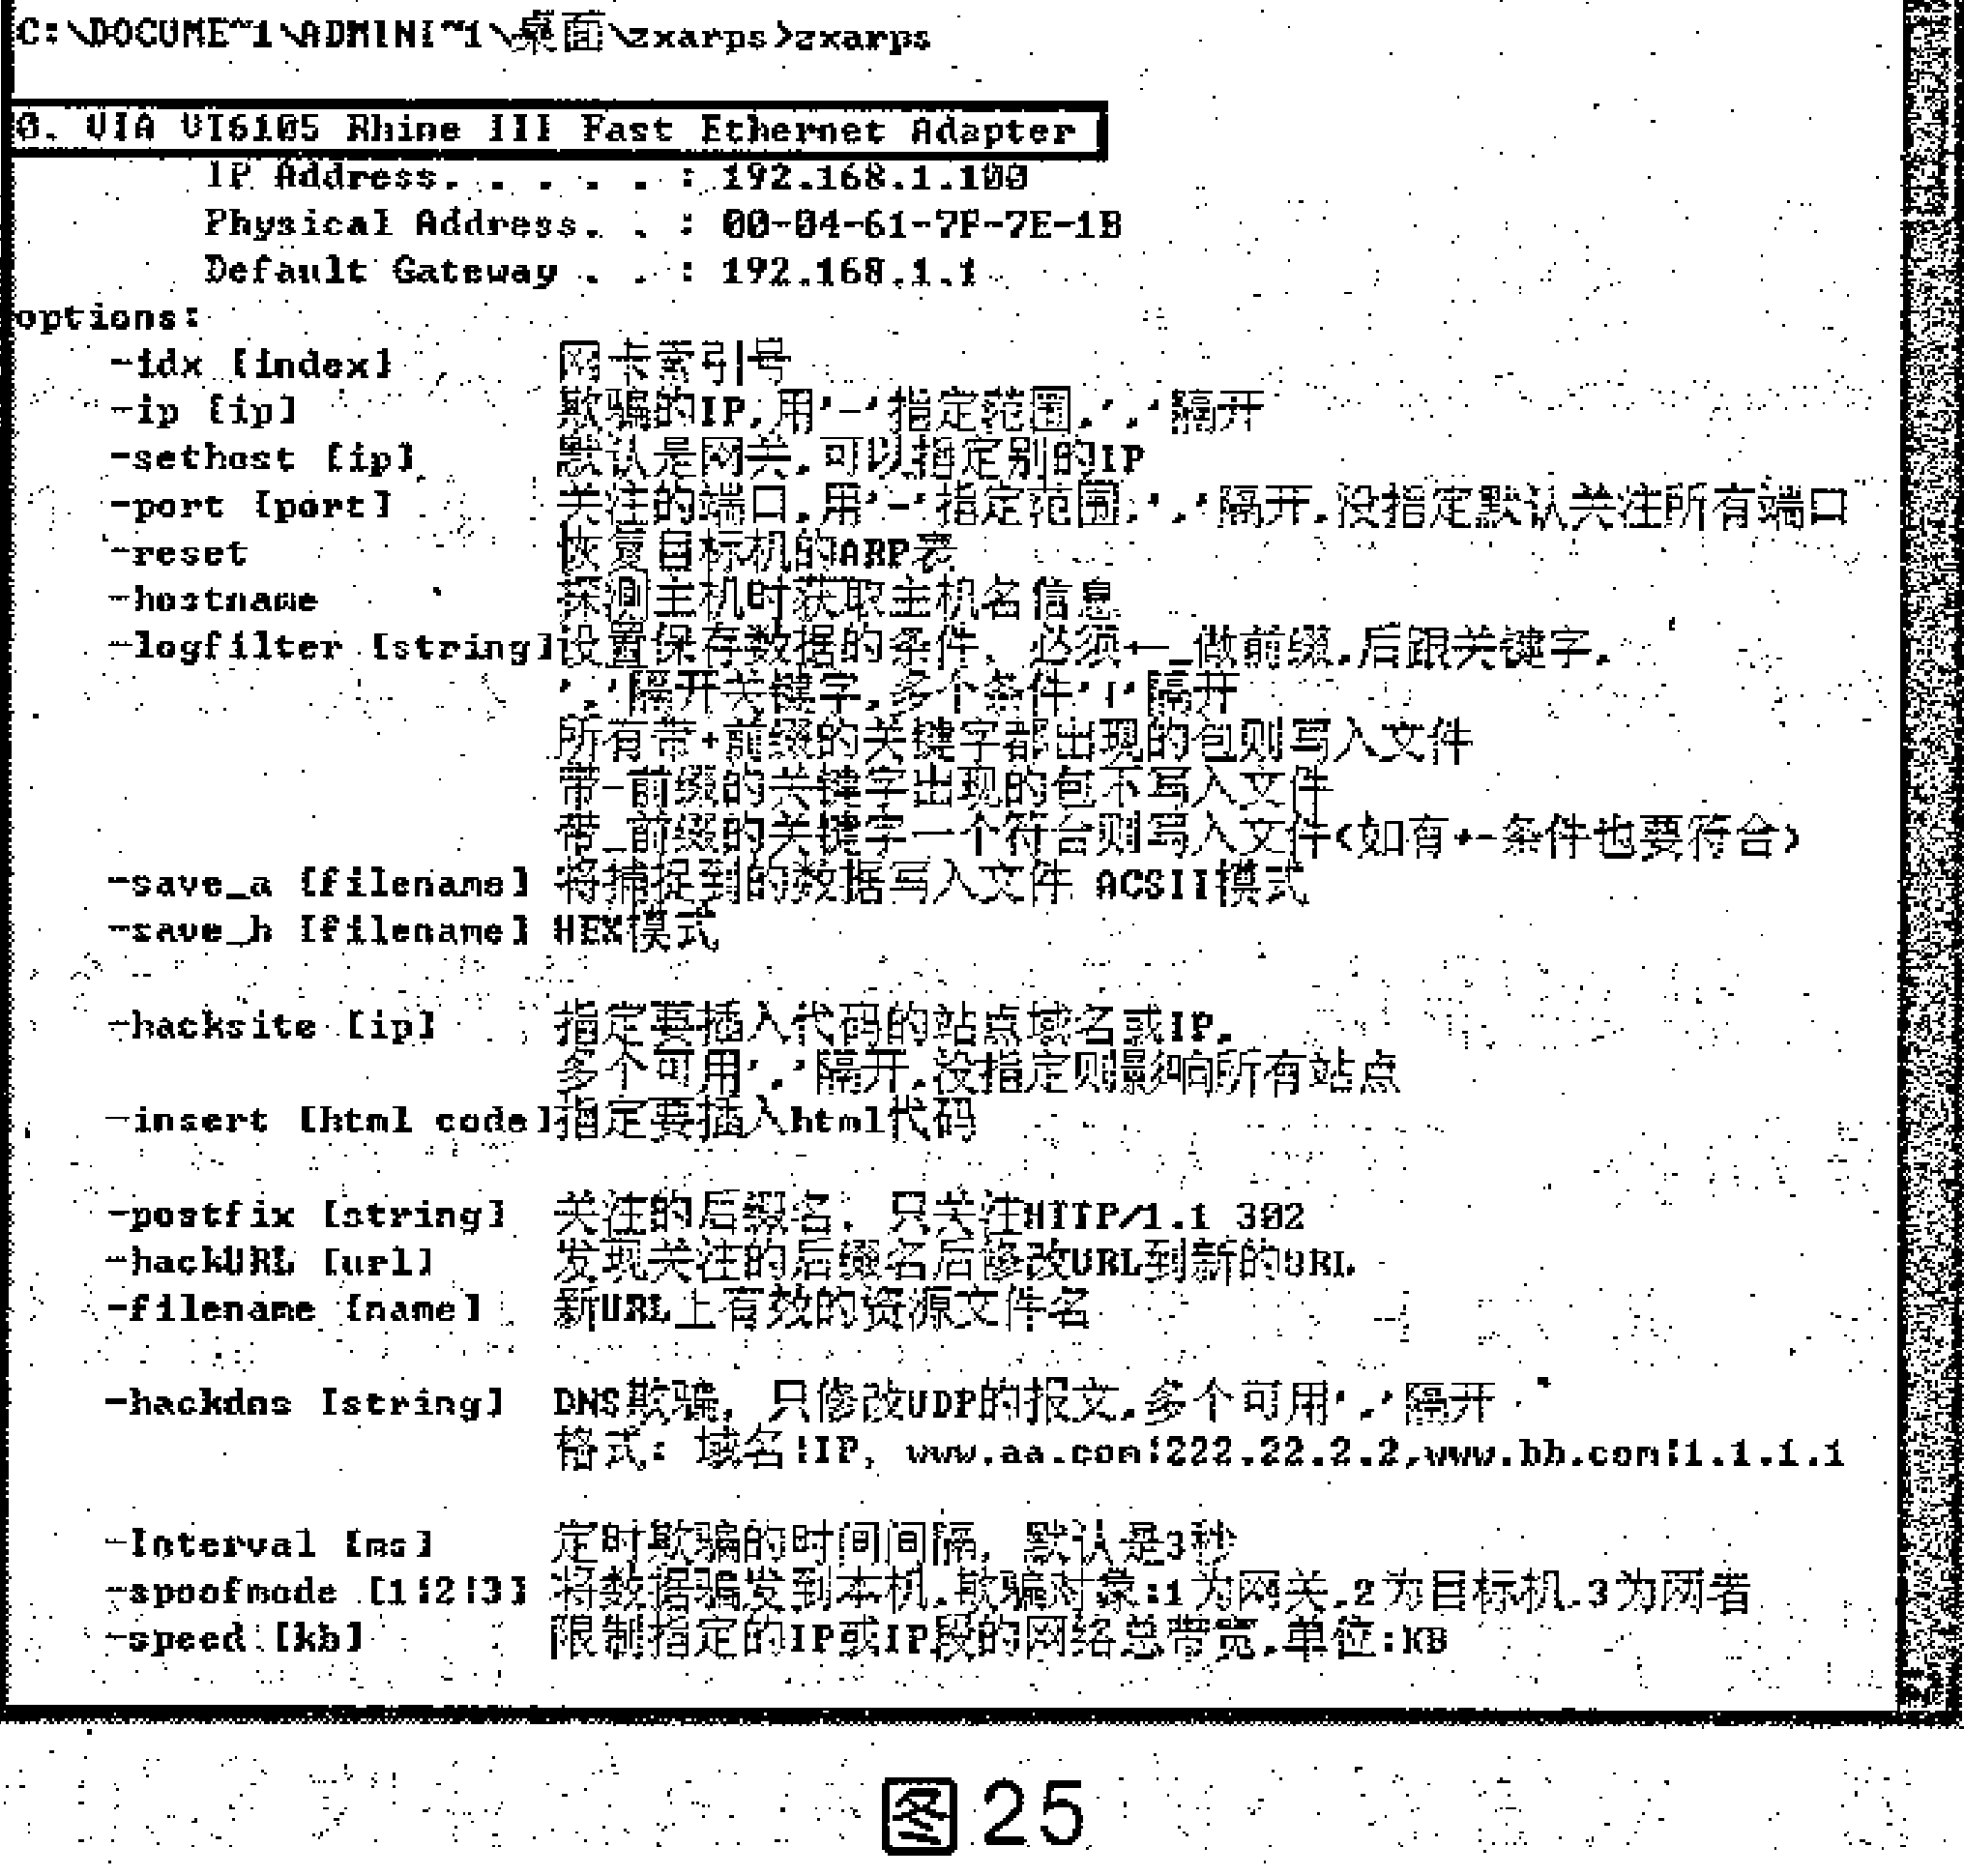 C:\DOCUME~1\ADMINI~1\桌面\zxarps>zxarps
0. VIA VT6105 Rhine III Fast Ethernet Adapter
IP Address. . . . . : 192.168.1.100
Physical Address. . : 00-04-61-7F-7E-1B
Default Gateway . . : 192.168.1.1
options:
-idx [index] 网卡索引号
-ip [ip] 欺骗的IP,用'-'指定范围,','隔开
-sethost [ip] 默认是网关,可以指定别的IP
-port [port] 关注的端口,用'-'指定范围,','隔开,没指定默认关注所有端口
-reset 恢复目标机的ARP表
-hostname 探测主机时获取主机名信息
-logfilter [string]设置保存数据的条件，必须+-_做前缀,后跟关键字,
','隔开关键字,多个条件'|'隔开
所有带+前缀的关键字都出现的包则写入文件
带-前缀的关键字出现的包不写入文件
带_前缀的关键字一个符合则写入文件(如有+-条件也要符合)
-save_a [filename] 将捕捉到的数据写入文件 ACSII模式
-save_h [filename] HEX模式
-hacksite [ip] 指定要插入代码的站点域名或IP,
多个可用','隔开,没指定则影响所有站点
-insert [html code]指定要插入html代码
-postfix [string] 关注的后缀名，只关注HTTP/1.1 302
-hackURL [url] 发现关注的后缀名后修改URL到新的URL
-filename [name] 新URL上有效的资源文件名
-hackdns [string] DNS欺骗，只修改UDP的报文,多个可用','隔开
格式：域名|IP，www.aa.com|222.22.2.2,www.bb.com|1.1.1.1
-Interval [ms] 定时欺骗的时间间隔，默认是3秒
-spoofmode [1|2|3] 将数据骗发到本机,欺骗对象:1为网关,2为目标机,3为两者
-speed [kb] 限制指定的IP或IP段的网络总带宽,单位:KB
图25